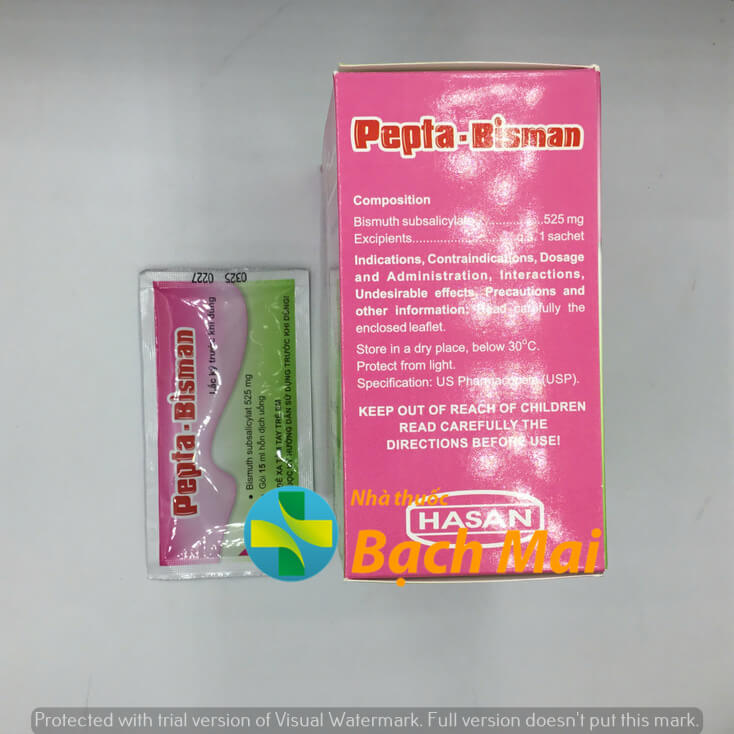 Pepta-Bisman
Composition
Bismuth subsalicylate..................525 mg
Excipients..........................q.s. 1 sachet
Indications, Contraindications, Dosage
and Administration, Interactions,
Undesirable effects, Precautions and
other information: Read carefully the
enclosed leaflet.
Store in a dry place, below 30°C.
Protect from light.
Specification: US Pharmacopeia (USP).
KEEP OUT OF REACH OF CHILDREN
READ CAREFULLY THE
DIRECTIONS BEFORE USE!
HASAN
0325 0227
Pepta-Bisman
Lắc kỹ trước khi dùng
• Bismuth subsalicylat 525 mg
• Gói 15 ml hỗn dịch uống
ĐỂ XA TẦM TAY TRẺ EM
ĐỌC KỸ HƯỚNG DẪN SỬ DỤNG TRƯỚC KHI DÙNG!
Nhà thuốc
Bạch Mai
Protected with trial version of Visual Watermark. Full version doesn't put this mark.